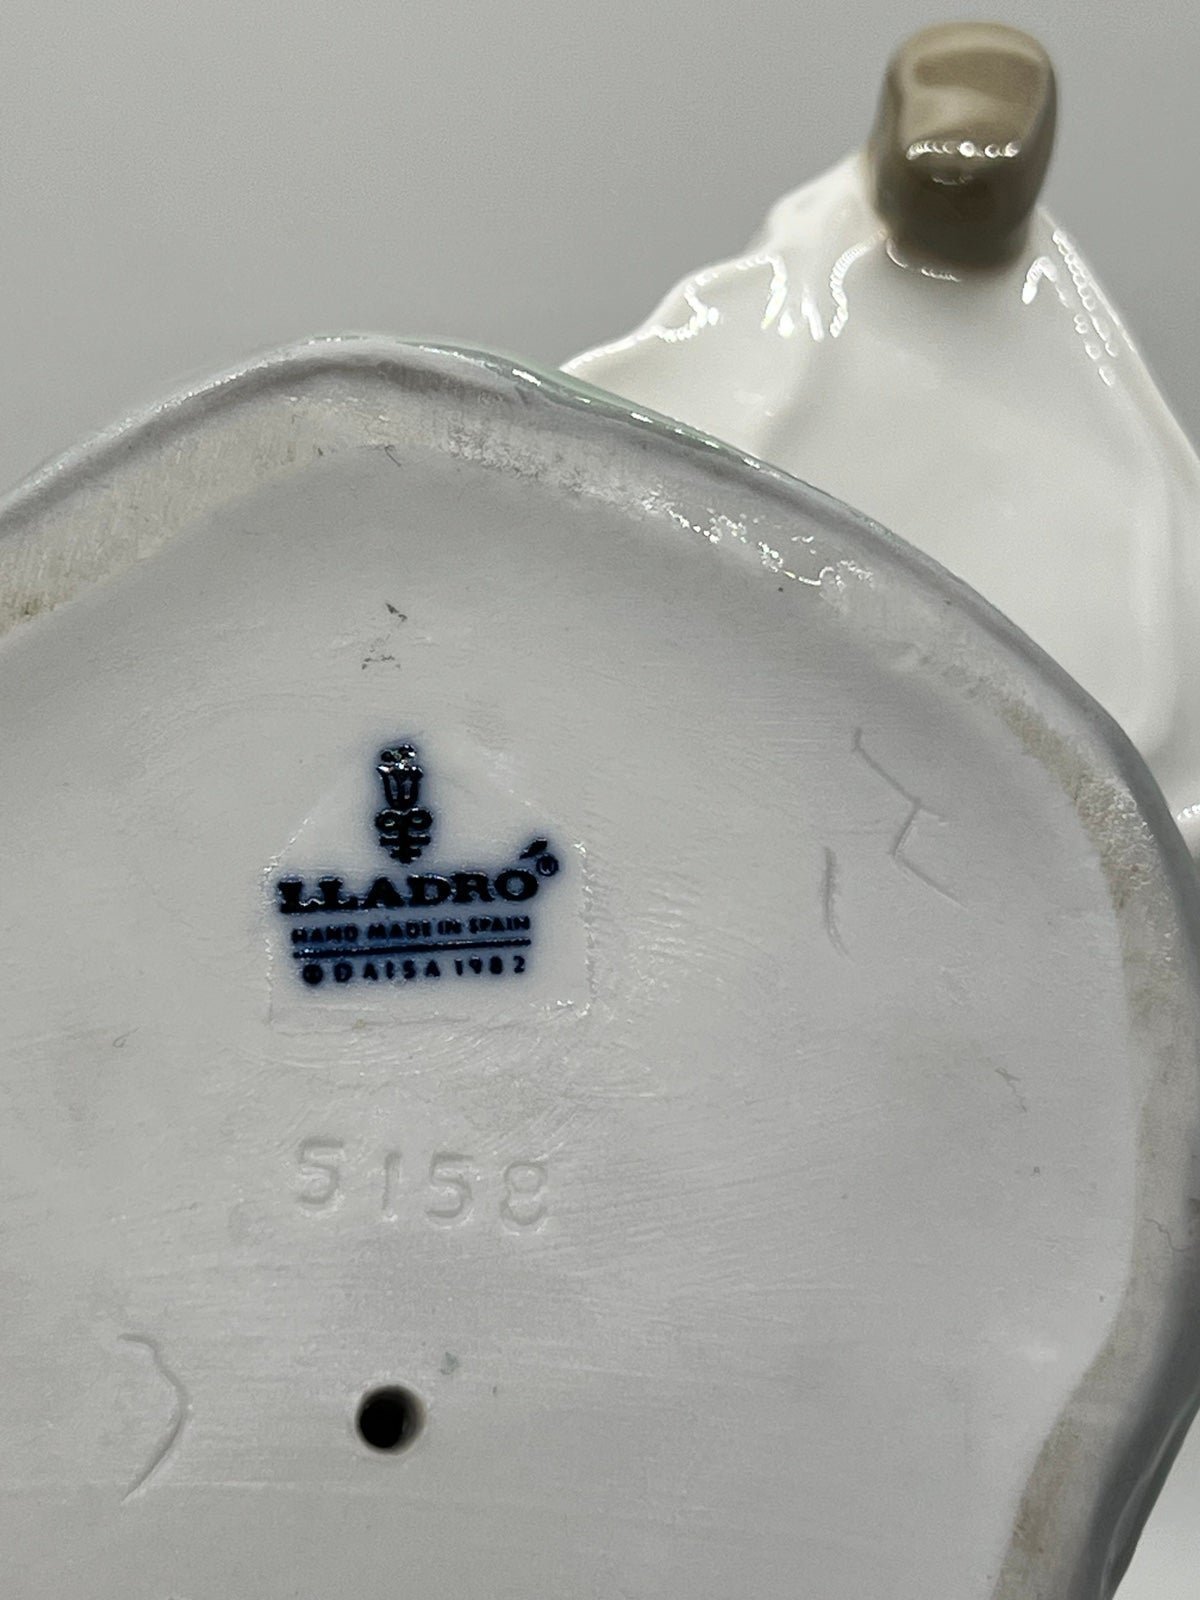 LLADRÓ®
HAND MADE IN SPAIN
© DAISA 1982
5158